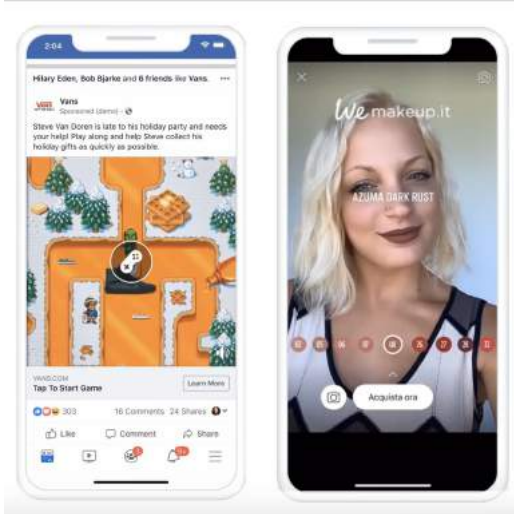 2:04
Hilary Eden, Bob Bjarke and 6 friends like Vans.
Vans
Sponsored (demo) ·
Steve Van Doren is late to his holiday party and needs
your help! Play along and help Steve collect his
holiday gifts as quickly as possible.
VANS.COM
Tap To Start Game
Learn More
303
16 Comments 24 Shares
Like
Comment
Share
9+
We makeup.it
AZUMA DARK RUST
Acquista ora